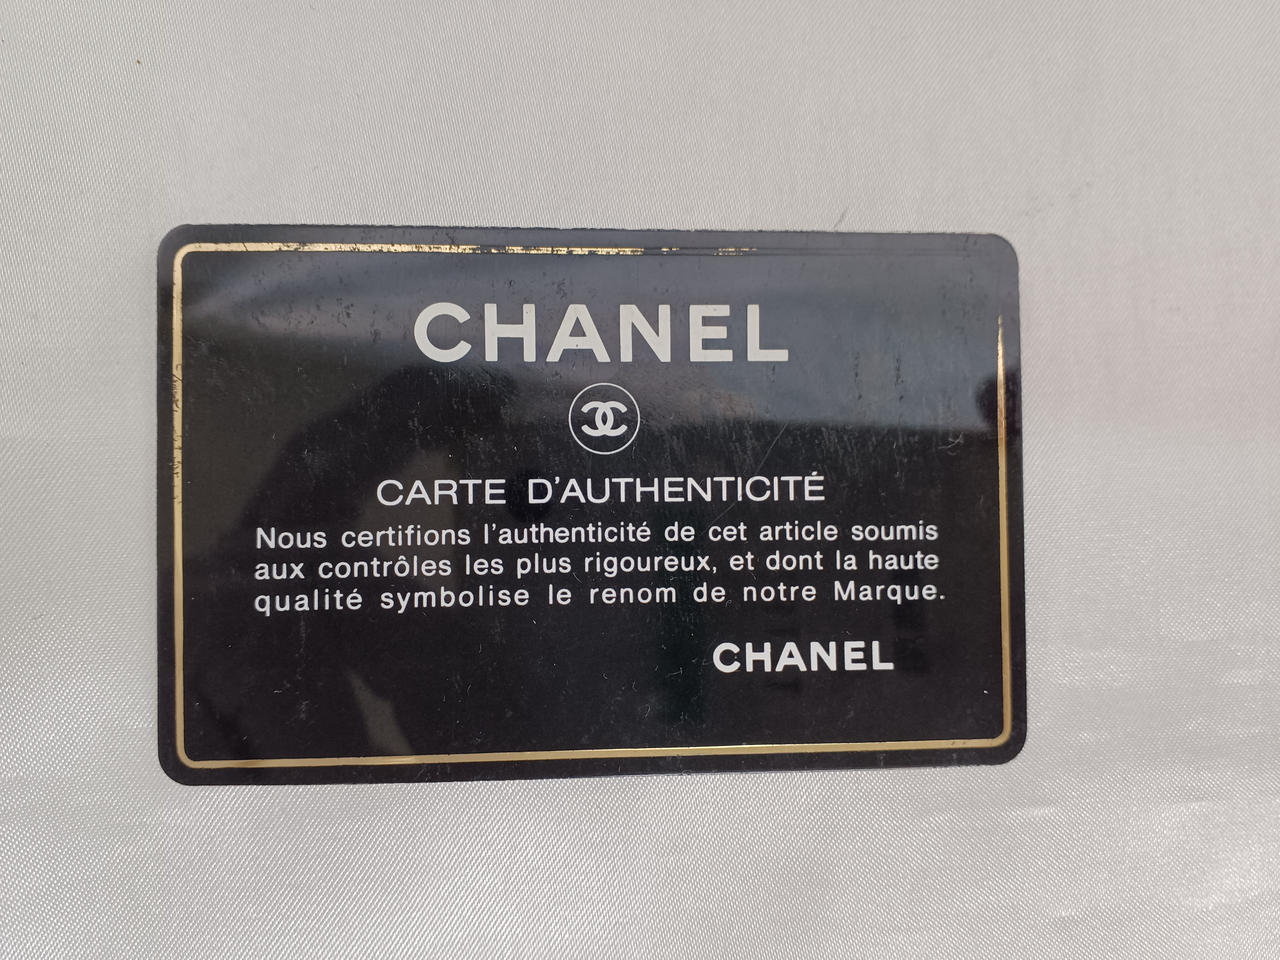 CHANEL
CARTE D'AUTHENTICITÉ
Nous certifions l'authenticité de cet article soumis
aux contrôles les plus rigoureux, et dont la haute
qualité symbolise le renom de notre Marque.
CHANEL